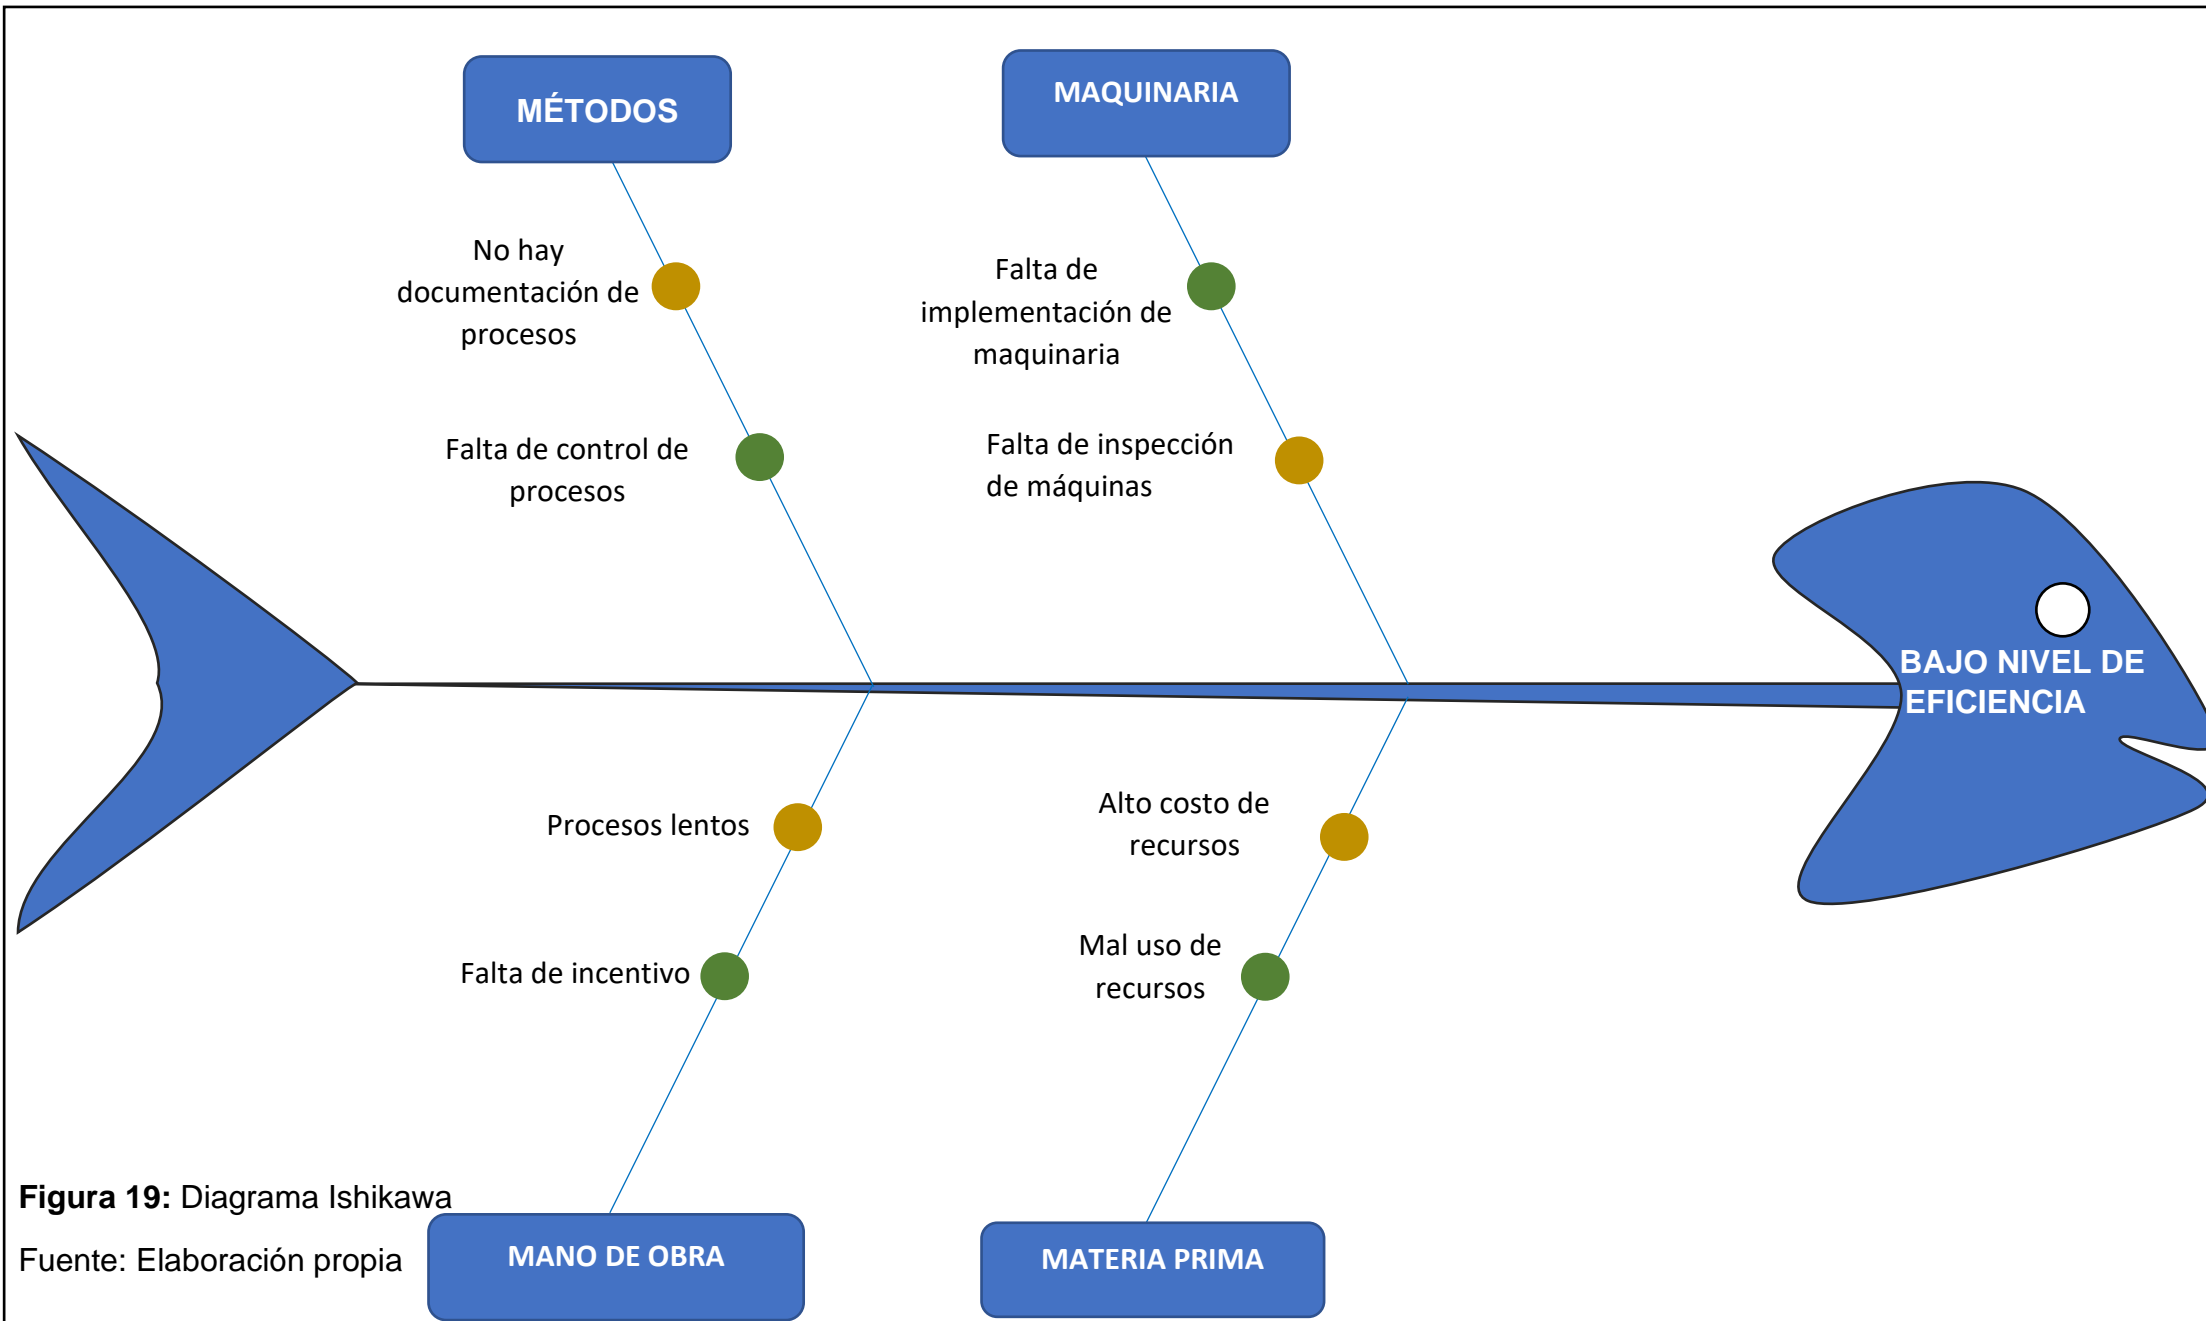 MÉTODOS
MAQUINARIA
No hay
documentación de
procesos
Falta de
implementación de
maquinaria
Falta de control de
procesos
Falta de inspección
de máquinas
BAJO NIVEL DE
EFICIENCIA
Procesos lentos
Alto costo de
recursos
Falta de incentivo
Mal uso de
recursos
Figura 19: Diagrama Ishikawa
Fuente: Elaboración propia
MANO DE OBRA
MATERIA PRIMA